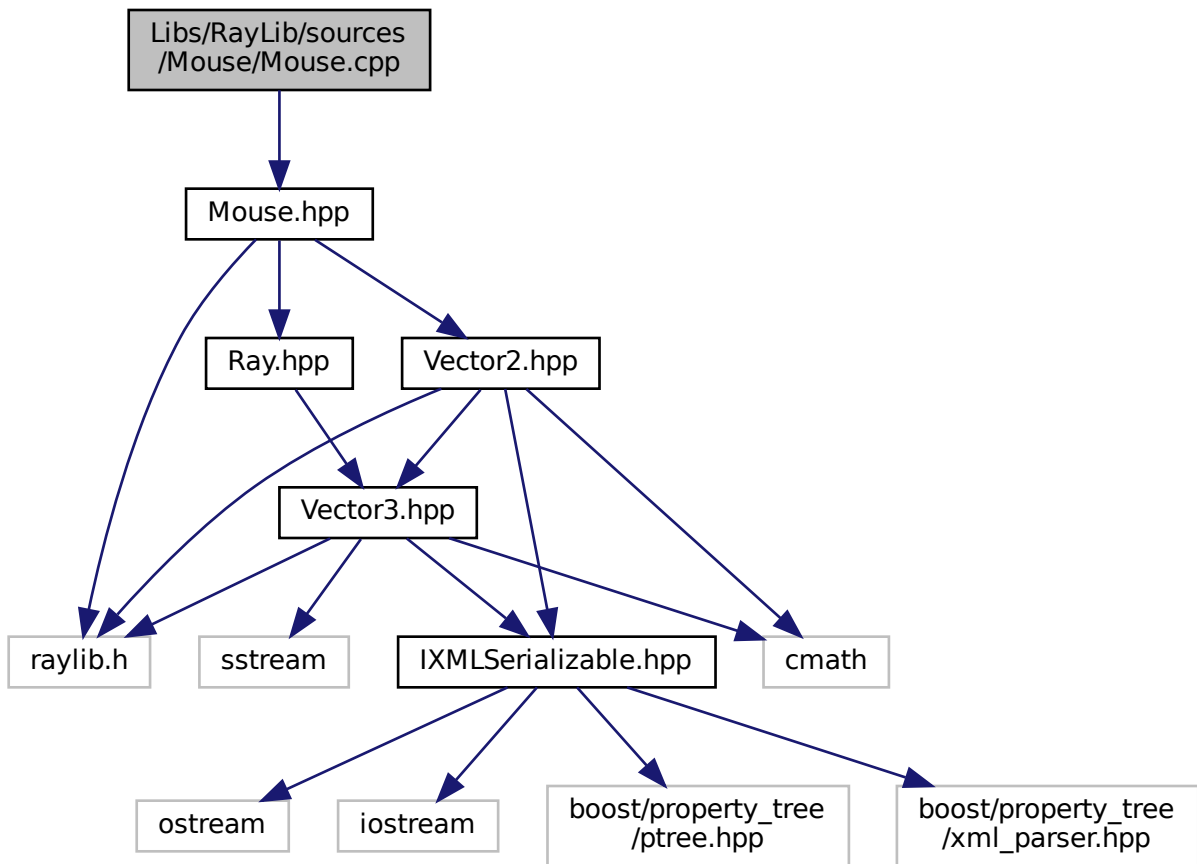 Libs/RayLib/sources
/Mouse/Mouse.cpp
Mouse.hpp
Ray.hpp
Vector2.hpp
Vector3.hpp
raylib.h
sstream
IXMLSerializable.hpp
cmath
ostream
iostream
boost/property_tree
/ptree.hpp
boost/property_tree
/xml_parser.hpp